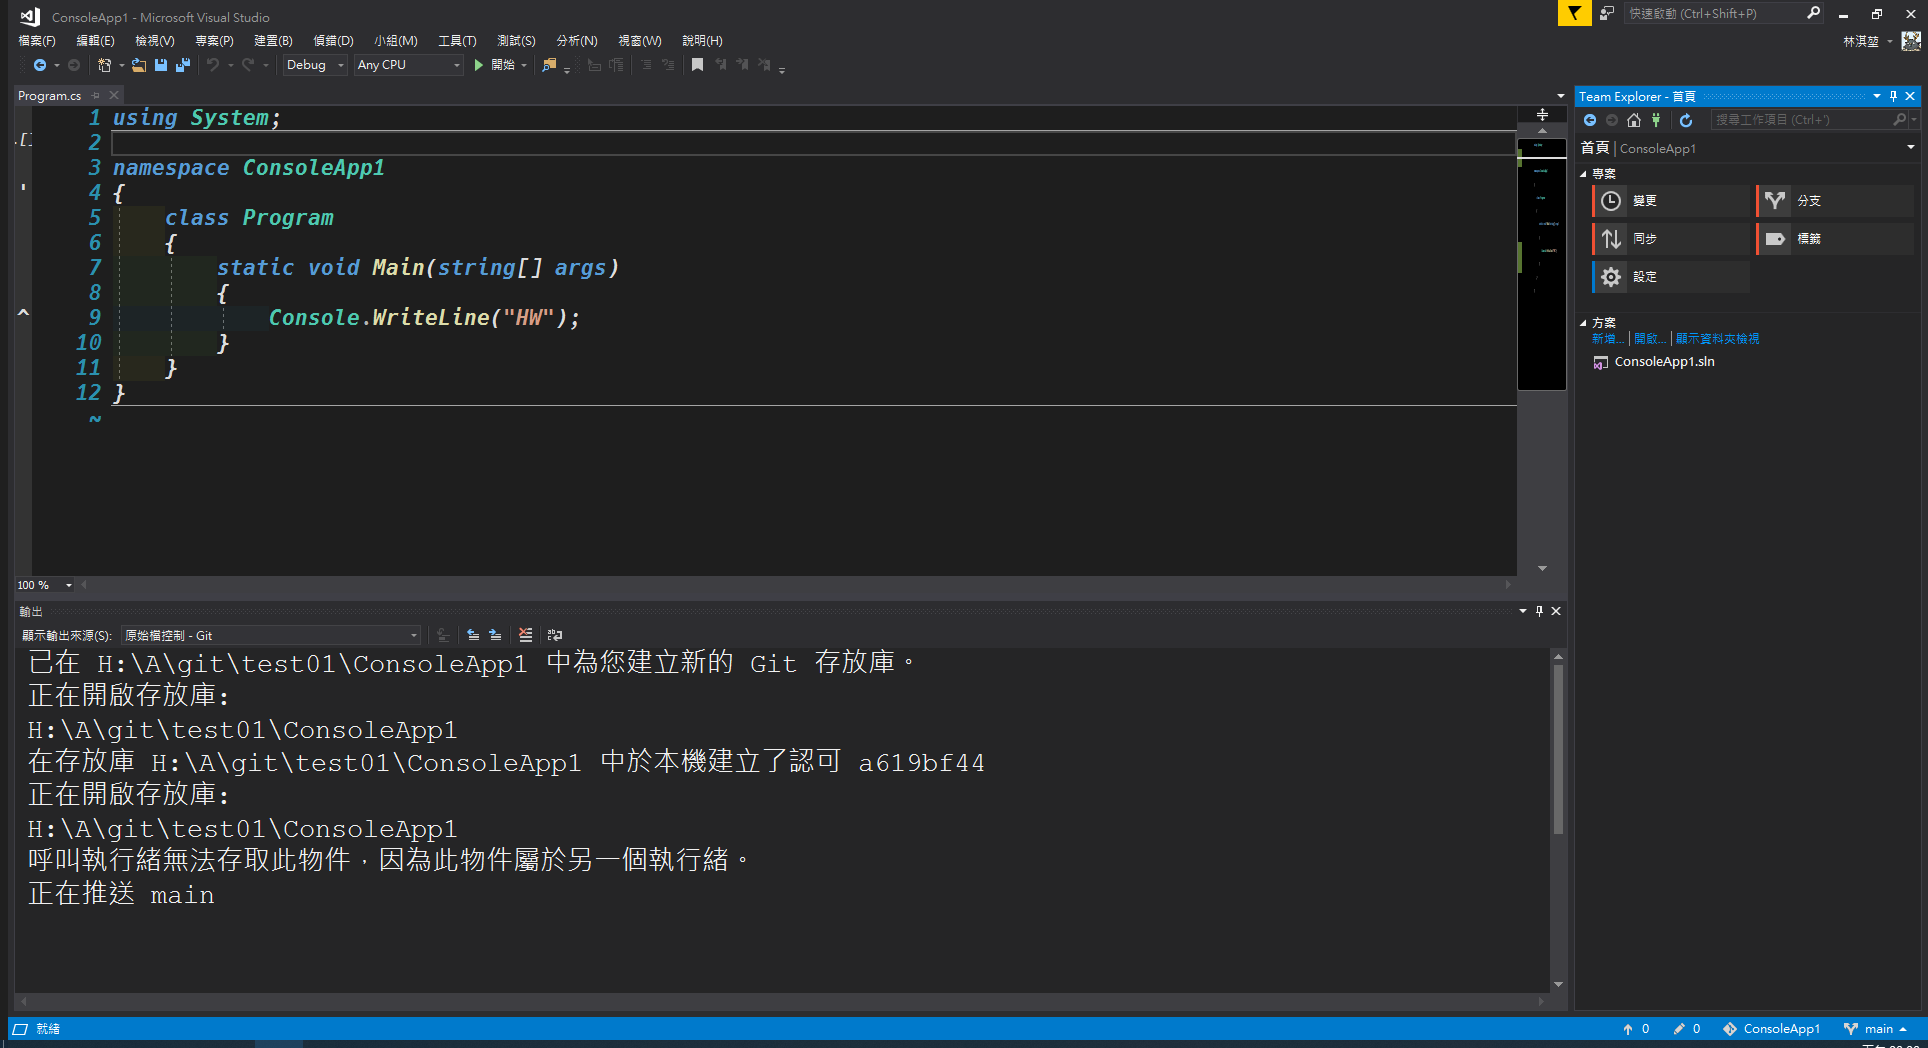 ConsoleApp1 - Microsoft Visual Studio
快速啟動 (Ctrl+Shift+P)
檔案(F) 編輯(E) 檢視(V) 專案(P) 建置(B) 偵錯(D) 小組(M) 工具(T) 測試(S) 分析(N) 視窗(W) 說明(H)
林淇堃
Debug Any CPU 開始
Program.cs
1 using System;
2
3 namespace ConsoleApp1
4 {
5 class Program
6 {
7 static void Main(string[] args)
8 {
9 Console.WriteLine("HW");
10 }
11 }
12 }
~
100 %
Team Explorer - 首頁
搜尋工作項目 (Ctrl+')
首頁 | ConsoleApp1
專案
變更 分支
同步 標籤
設定
方案
新增... | 開啟... | 顯示資料夾檢視
ConsoleApp1.sln
輸出
顯示輸出來源(S): 原始檔控制 - Git
已在 H:\A\git\test01\ConsoleApp1 中為您建立新的 Git 存放庫。
正在開啟存放庫:
H:\A\git\test01\ConsoleApp1
在存放庫 H:\A\git\test01\ConsoleApp1 中於本機建立了認可 a619bf44
正在開啟存放庫:
H:\A\git\test01\ConsoleApp1
呼叫執行緒無法存取此物件，因為此物件屬於另一個執行緒。
正在推送 main
就緒 0 0 ConsoleApp1 main